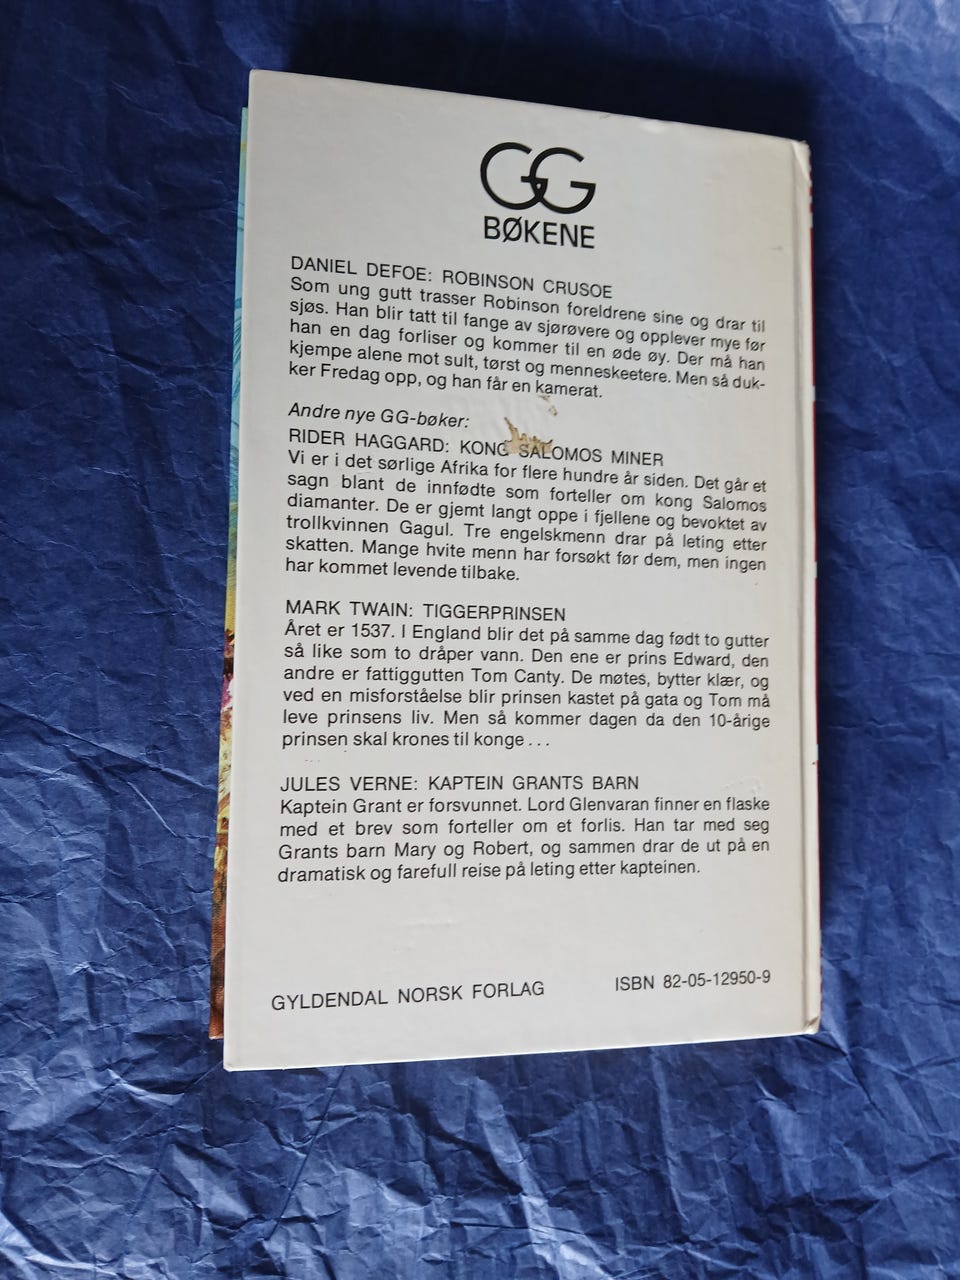 GG
BØKENE
DANIEL DEFOE: ROBINSON CRUSOE
Som ung gutt trasser Robinson foreldrene sine og drar til
sjøs. Han blir tatt til fange av sjørøvere og opplever mye før
han en dag forliser og kommer til en øde øy. Der må han
kjempe alene mot sult, tørst og menneskeetere. Men så duk-
ker Fredag opp, og han får en kamerat.
Andre nye GG-bøker:
RIDER HAGGARD: KONG SALOMOS MINER
Vi er i det sørlige Afrika for flere hundre år siden. Det går et
sagn blant de innfødte som forteller om kong Salomos
diamanter. De er gjemt langt oppe i fjellene og bevoktet av
trollkvinnen Gagul. Tre engelskmenn drar på leting etter
skatten. Mange hvite menn har forsøkt før dem, men ingen
har kommet levende tilbake.
MARK TWAIN: TIGGERPRINSEN
Året er 1537. I England blir det på samme dag født to gutter
så like som to dråper vann. Den ene er prins Edward, den
andre er fattiggutten Tom Canty. De møtes, bytter klær, og
ved en misforståelse blir prinsen kastet på gata og Tom må
leve prinsens liv. Men så kommer dagen da den 10-årige
prinsen skal krones til konge . . .
JULES VERNE: KAPTEIN GRANTS BARN
Kaptein Grant er forsvunnet. Lord Glenvaran finner en flaske
med et brev som forteller om et forlis. Han tar med seg
Grants barn Mary og Robert, og sammen drar de ut på en
dramatisk og farefull reise på leting etter kapteinen.
GYLDENDAL NORSK FORLAG
ISBN 82-05-12950-9